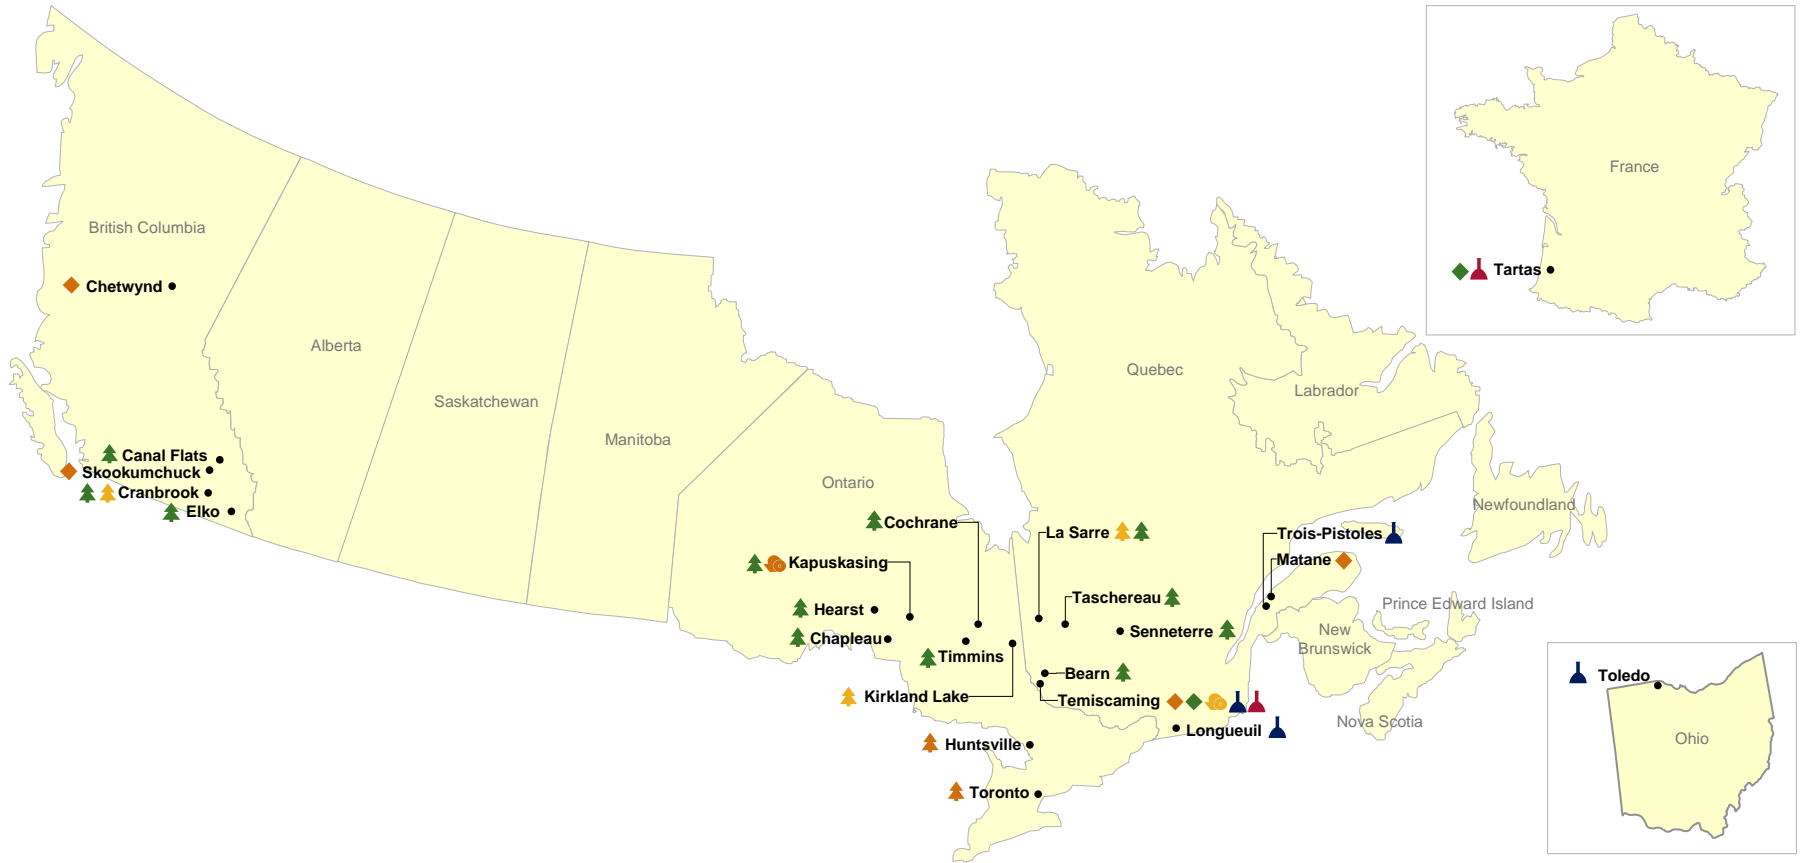 France
Tartas
British Columbia
Chetwynd
Alberta
Saskatchewan
Manitoba
Ontario
Quebec
Labrador
Newfoundland
Canal Flats
Skookumchuck
Cranbrook
Elko
Cochrane
Kapuskasing
Hearst
Chapleau
Timmins
Kirkland Lake
Huntsville
Toronto
La Sarre
Taschereau
Senneterre
Bearn
Temiscaming
Longueuil
Trois-Pistoles
Matane
Prince Edward Island
New
Brunswick
Nova Scotia
Toledo
Ohio